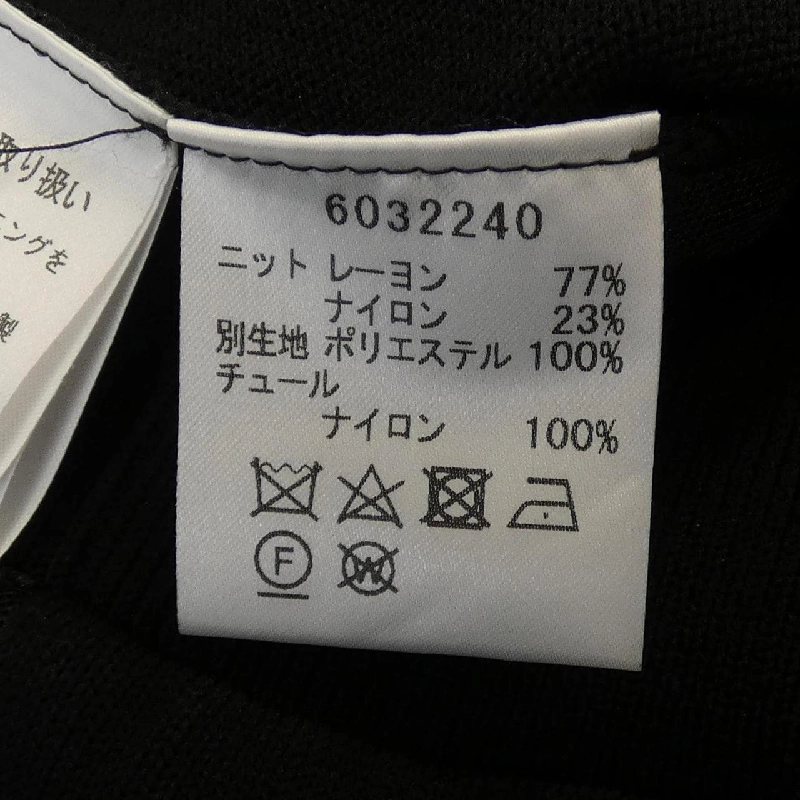 取り扱い
ニングを
製
6032240
ニット レーヨン 77%
ナイロン 23%
別生地 ポリエステル 100%
チュール
ナイロン 100%
F
W